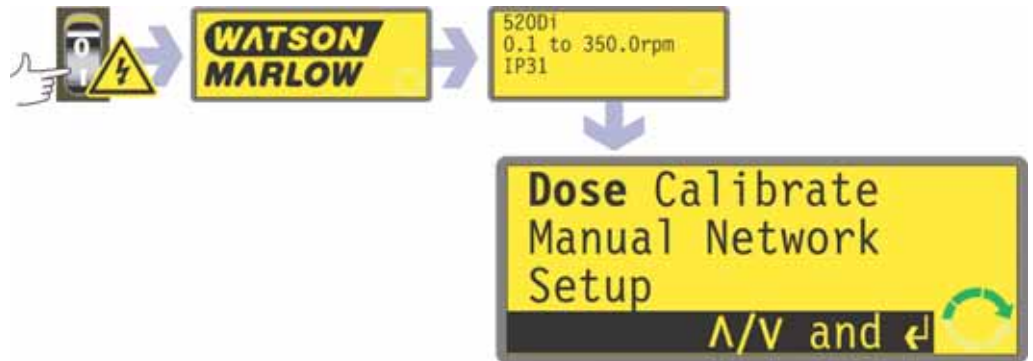 0
1
WATSON
MARLOW
520Di
0.1 to 350.0rpm
IP31
Dose Calibrate
Manual Network
Setup
∧/∨ and ↵